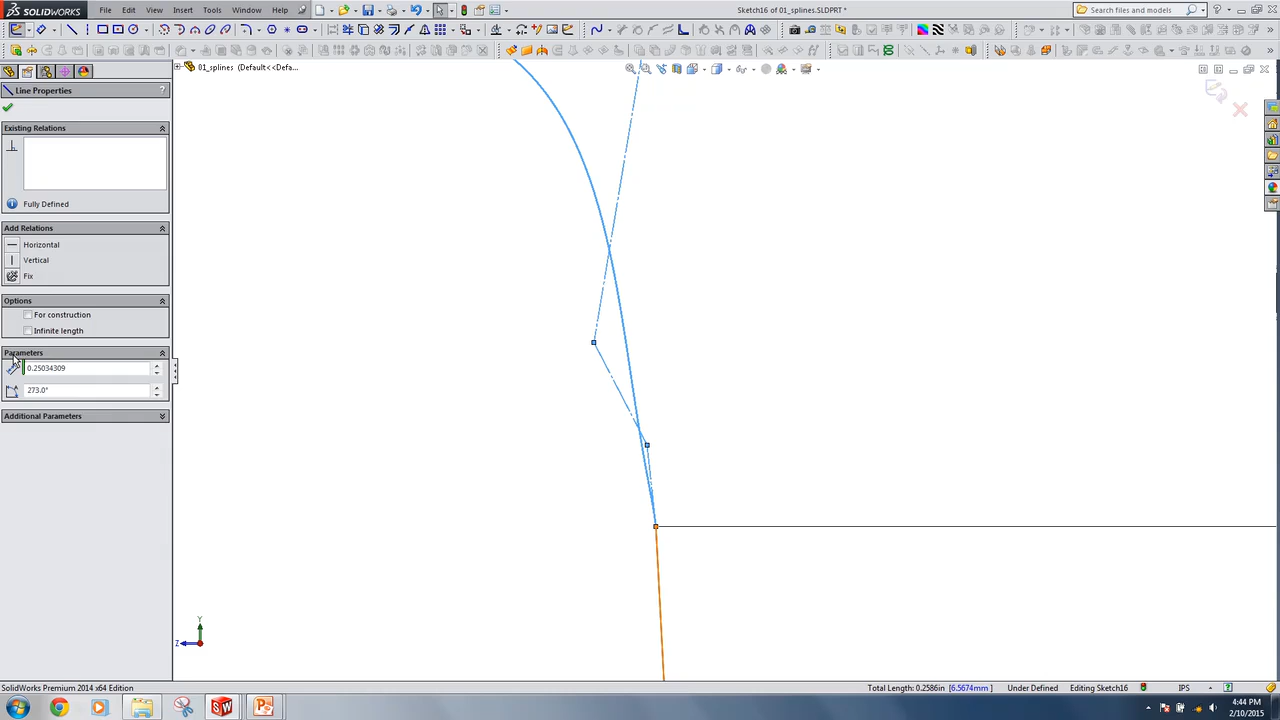 SOLIDWORKS File Edit View Insert Tools Window Help Sketch16 of 01_splines.SLDPRT * Search files and models
01_splines (Default<<Defa...
Line Properties ?
Existing Relations
Fully Defined
Add Relations
Horizontal
Vertical
Fix
Options
For construction
Infinite length
Parameters
0.25034309
273.0°
Additional Parameters
Y
Z
SolidWorks Premium 2014 x64 Edition Total Length: 0.2586in [6.5674mm ] Under Defined Editing Sketch16 IPS
4:44 PM
2/10/2015